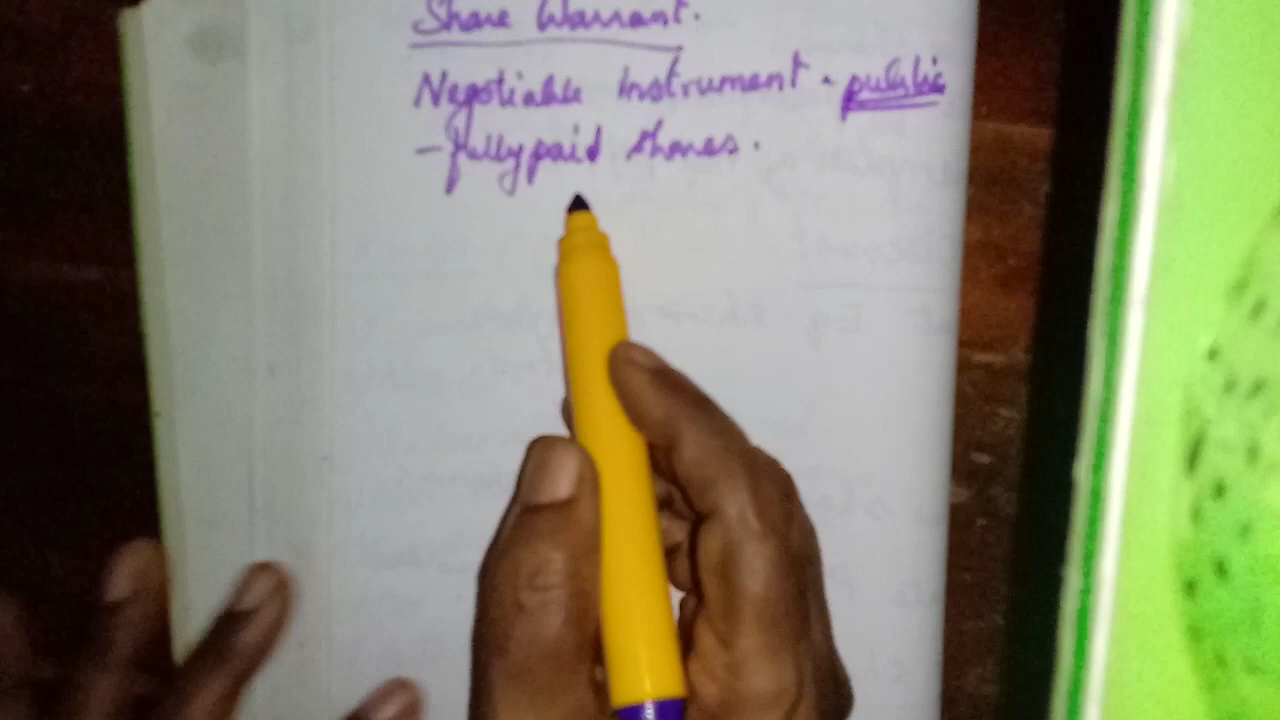 Share Warrant.
Negotiable Instrument - public
- fully paid shares.